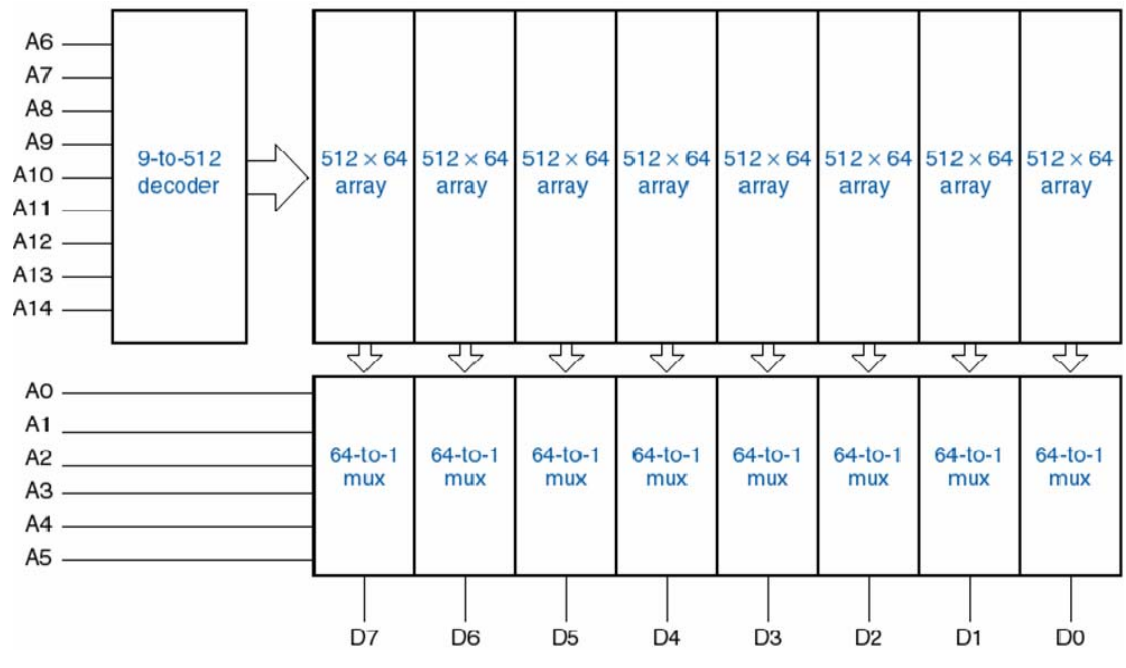 A6
A7
A8
A9
A10
A11
A12
A13
A14
9-to-512
decoder
512 × 64 512 × 64 512 × 64 512 × 64 512 × 64 512 × 64 512 × 64 512 × 64
array array array array array array array array
A0
A1
A2
A3
A4
A5
64-to-1 64-to-1 64-to-1 64-to-1 64-to-1 64-to-1 64-to-1 64-to-1
mux mux mux mux mux mux mux mux
D7 D6 D5 D4 D3 D2 D1 D0